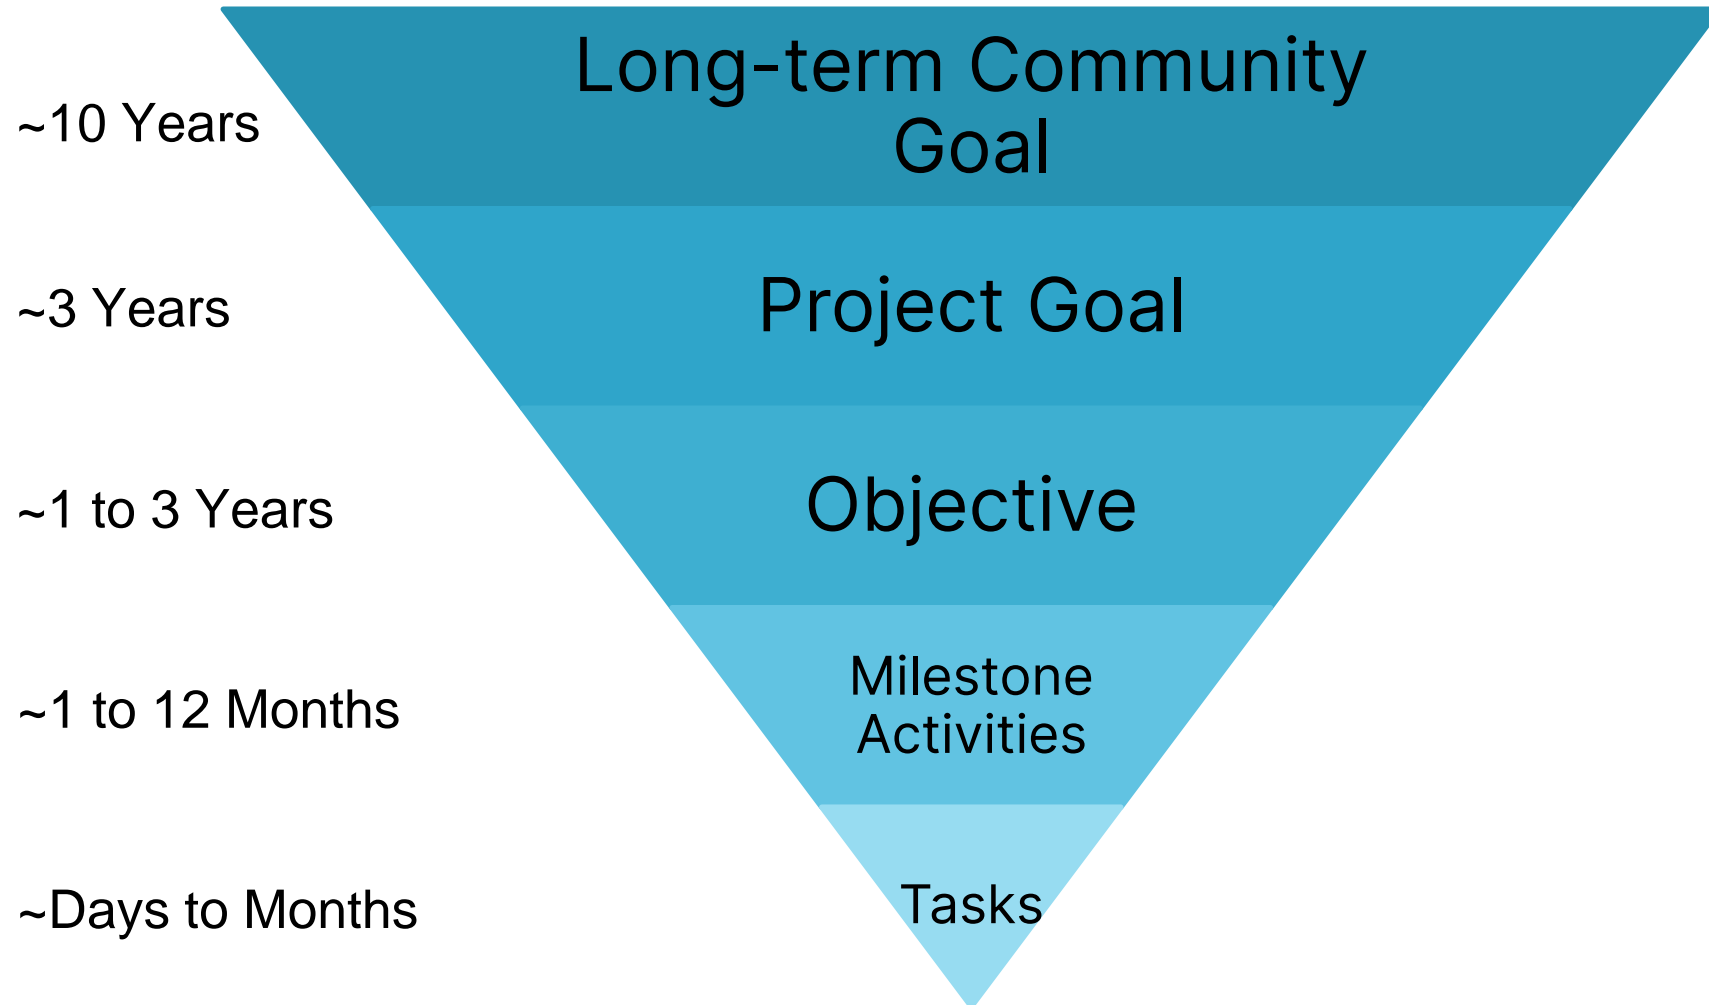 Long-term Community
Goal
~10 Years
Project Goal
~3 Years
Objective
~1 to 3 Years
Milestone
Activities
~1 to 12 Months
Tasks
~Days to Months